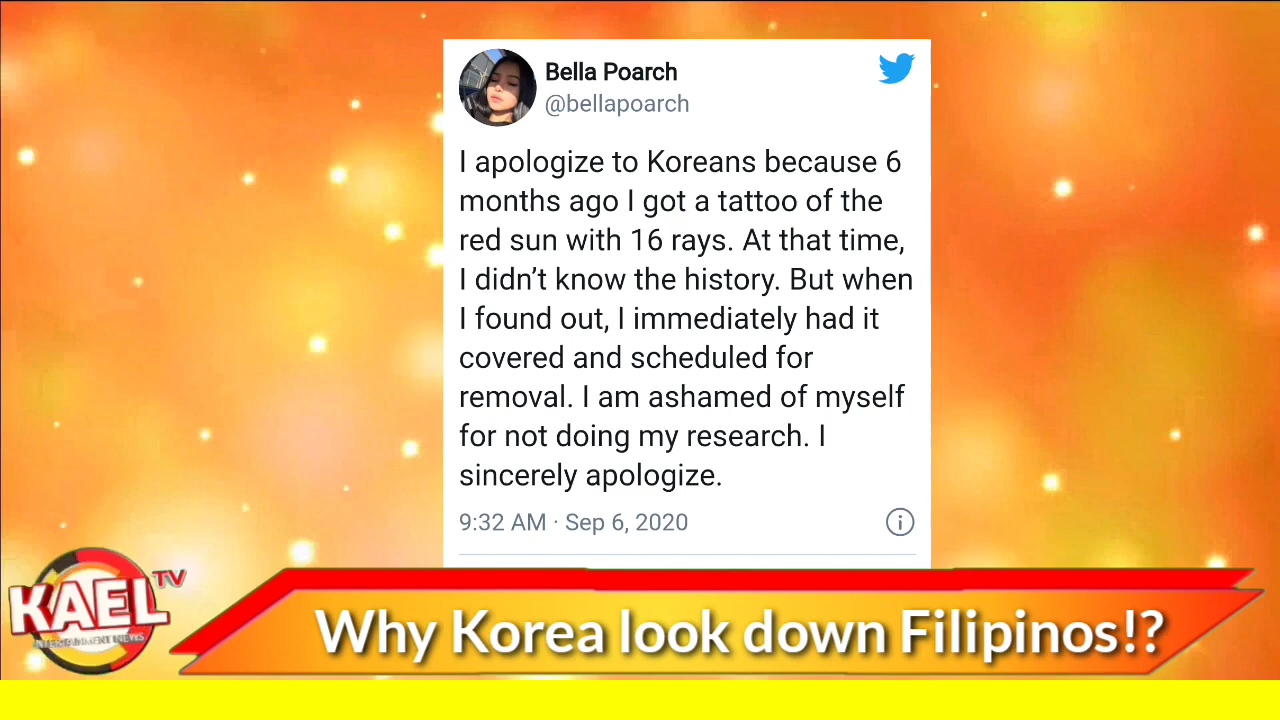 Bella Poarch
@bellapoarch
I apologize to Koreans because 6
months ago I got a tattoo of the
red sun with 16 rays. At that time,
I didn't know the history. But when
I found out, I immediately had it
covered and scheduled for
removal. I am ashamed of myself
for not doing my research. I
sincerely apologize.
9:32 AM · Sep 6, 2020
KAEL TV
ENTERTAINMENT NEWS
Why Korea look down Filipinos!?